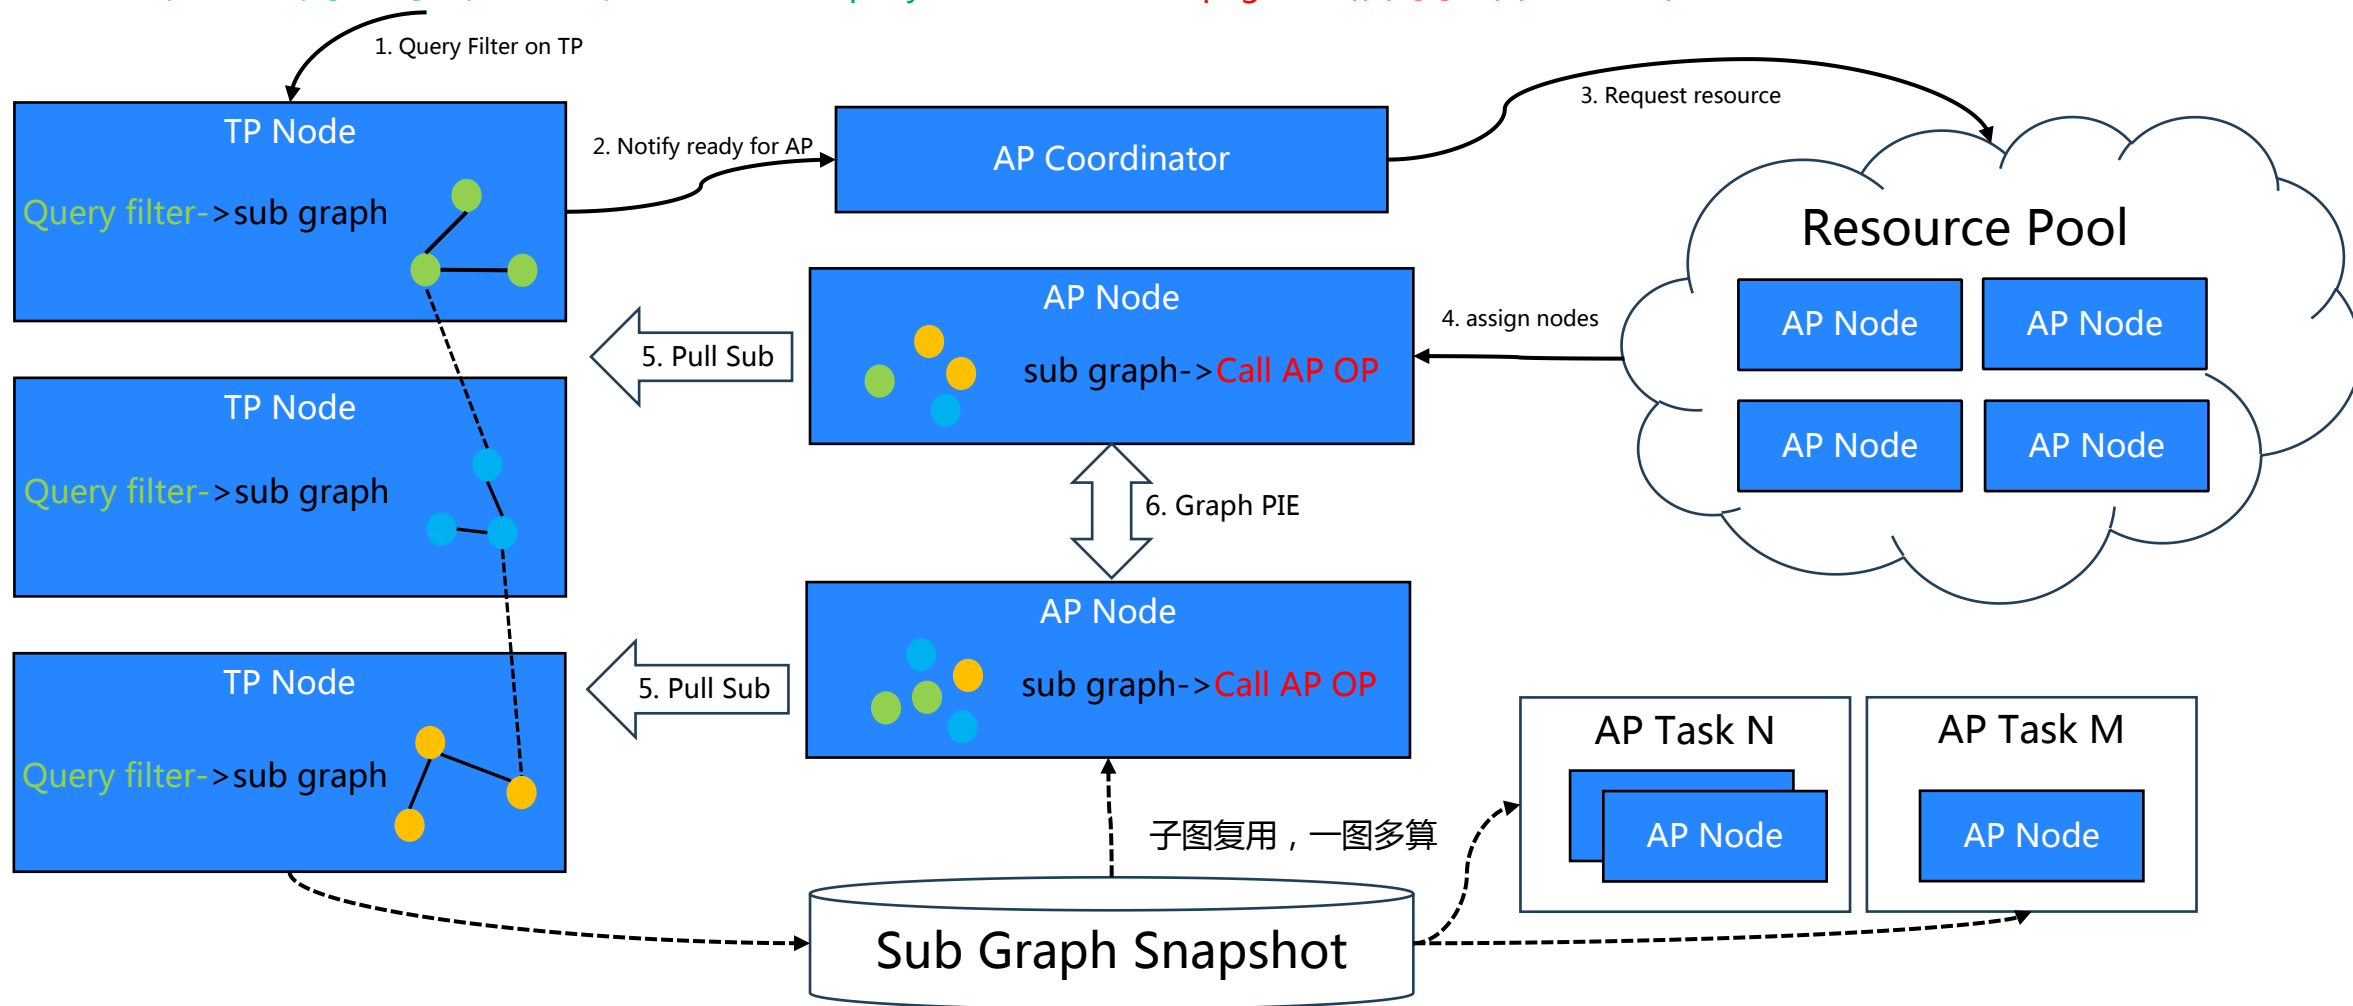 1. Query Filter on TP
TP Node
Query filter->sub graph
2. Notify ready for AP
AP Coordinator
3. Request resource
Resource Pool
AP Node
AP Node
AP Node
AP Node
4. assign nodes
AP Node
sub graph->Call AP OP
5. Pull Sub
TP Node
Query filter->sub graph
6. Graph PIE
AP Node
sub graph->Call AP OP
5. Pull Sub
TP Node
Query filter->sub graph
AP Task N
AP Node
AP Task M
AP Node
子图复用，一图多算
Sub Graph Snapshot